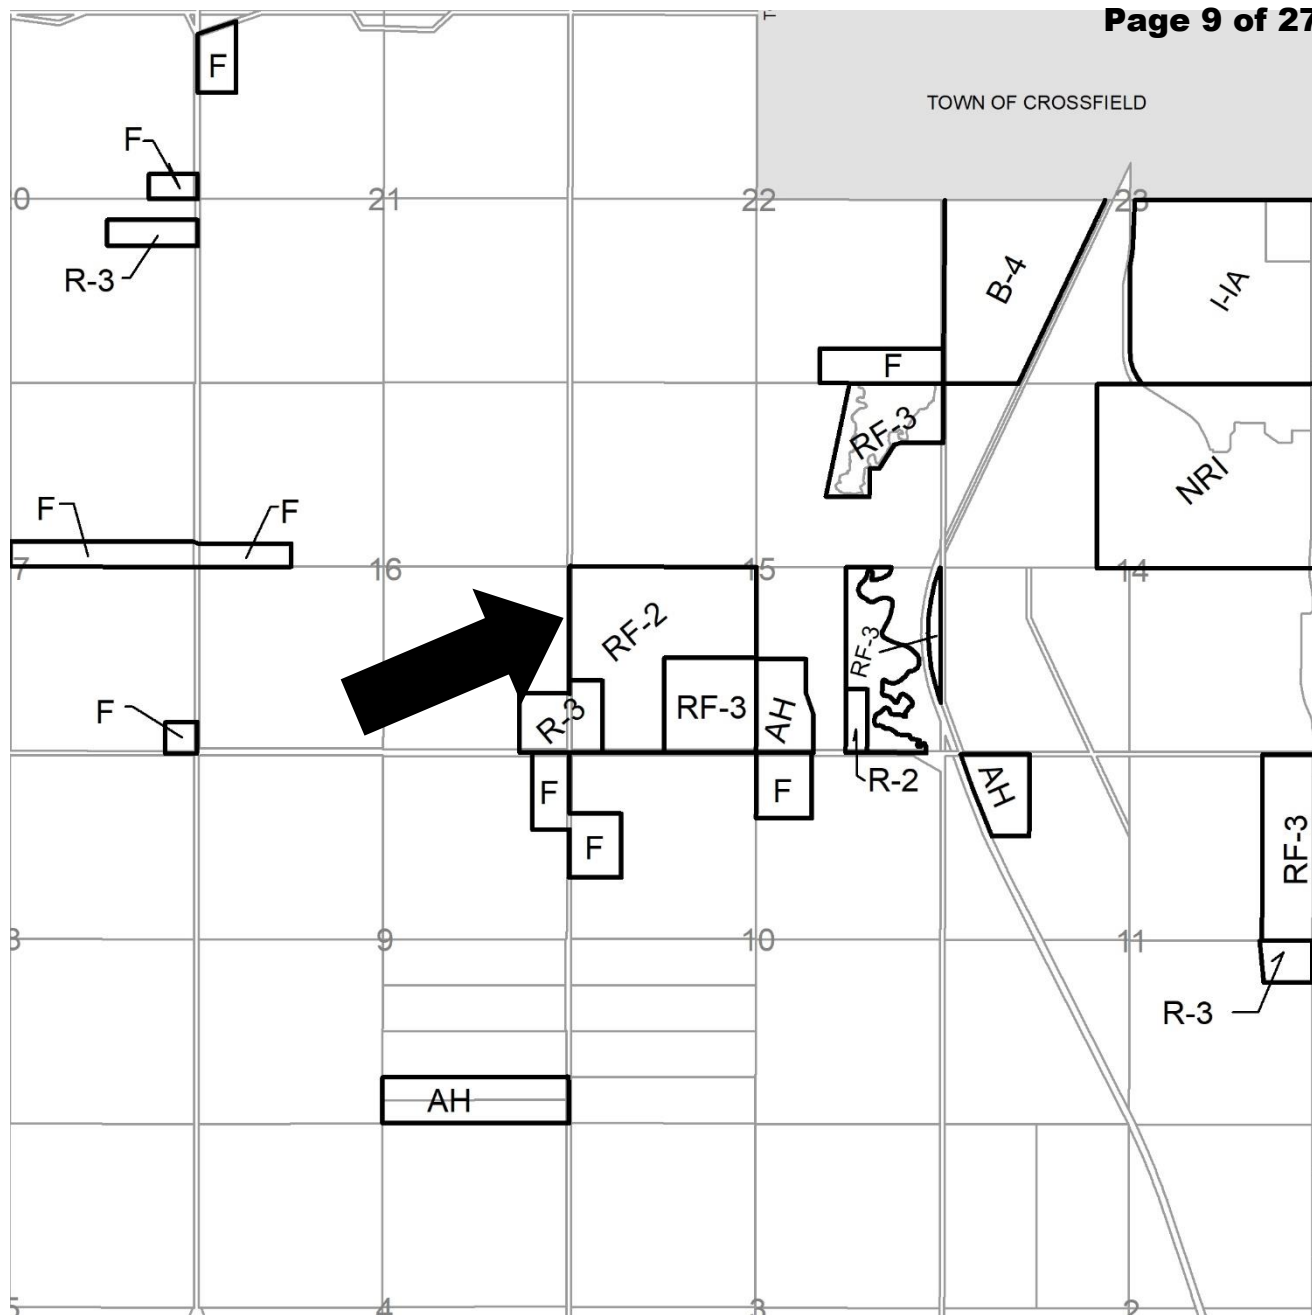 Page 9 of 27
T
TOWN OF CROSSFIELD
F
F
0
21
22
23
R-3
B-4
I-IA
F
RF-3
NRI
F
F
7
16
15
14
RF-2
RF-3
R-3
RF-3
AH
F
F
F
R-2
AH
F
RF-3
9
10
11
R-3
AH
4
3
2